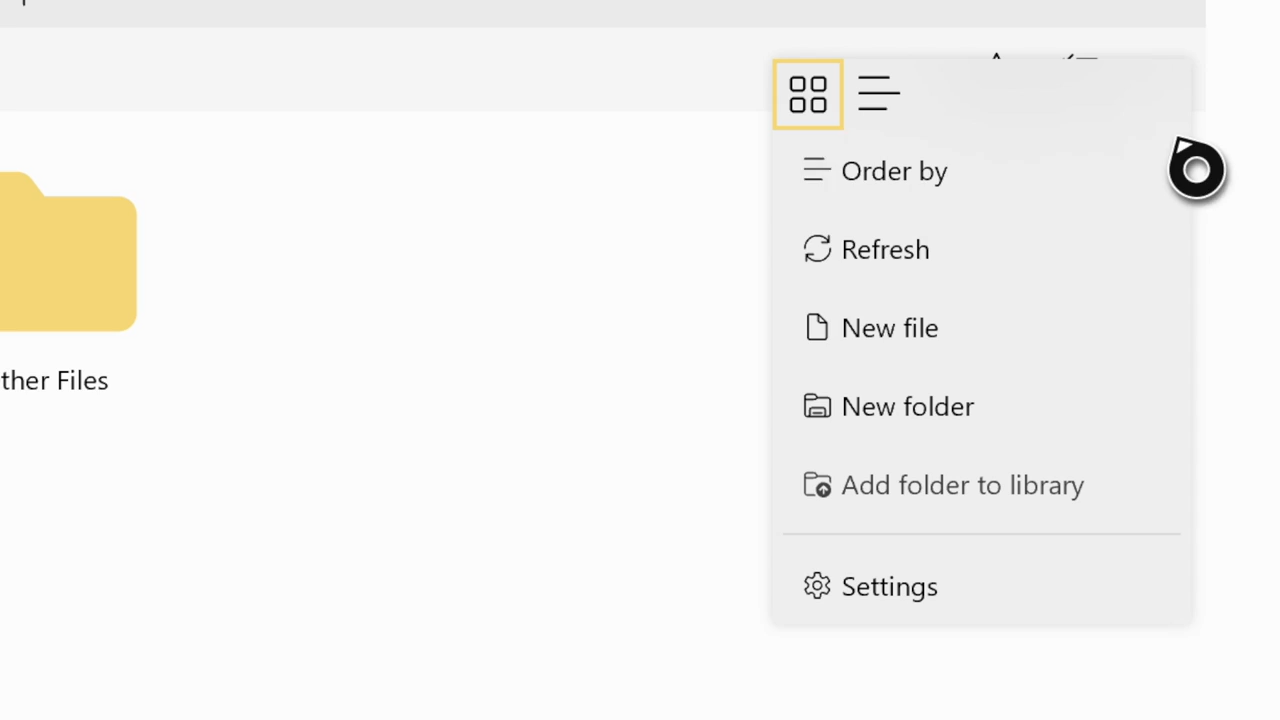 Order by
Refresh
New file
ther Files
New folder
Add folder to library
Settings